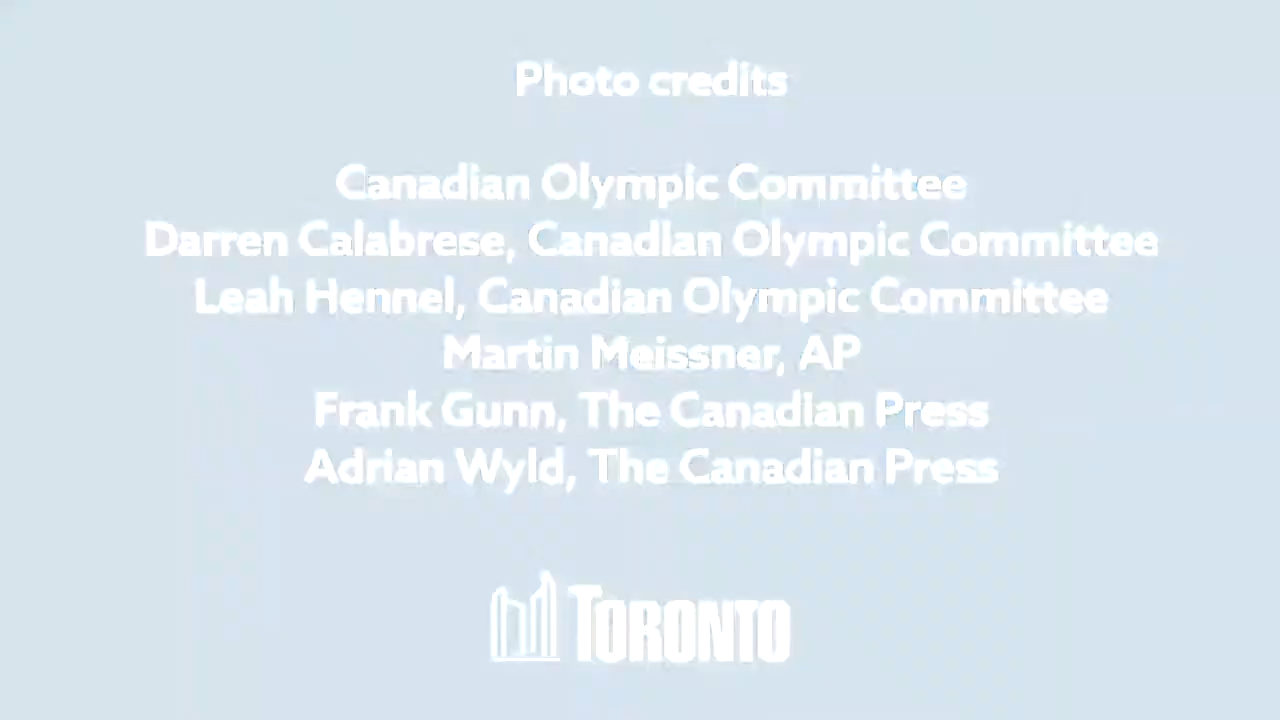 Photo credits
Canadian Olympic Committee
Darren Calabrese, Canadian Olympic Committee
Leah Hennel, Canadian Olympic Committee
Martin Meissner, AP
Frank Gunn, The Canadian Press
Adrian Wyld, The Canadian Press
TORONTO